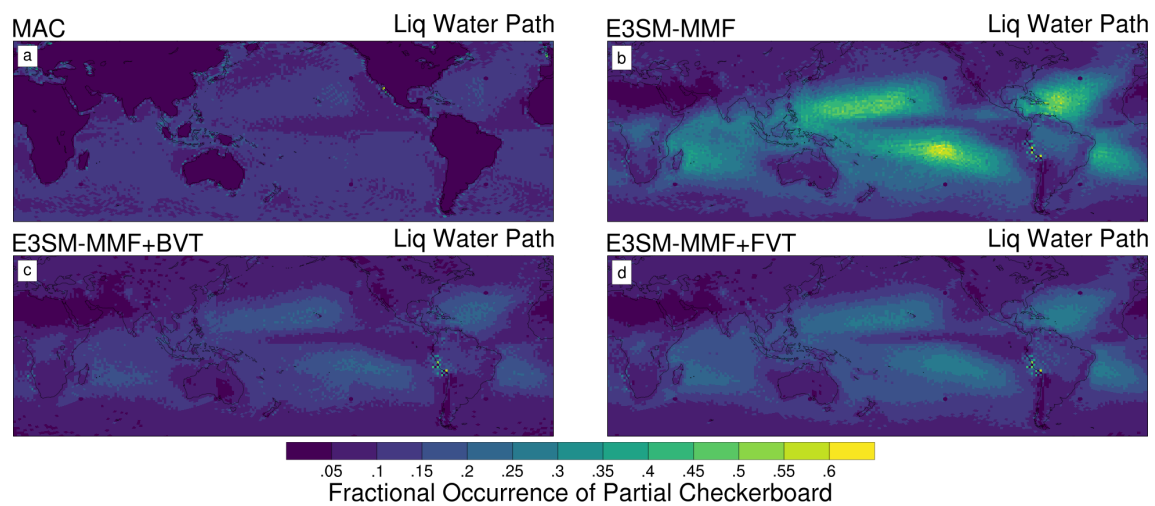 MAC Liq Water Path
a
E3SM-MMF Liq Water Path
b
E3SM-MMF+BVT Liq Water Path
c
E3SM-MMF+FVT Liq Water Path
d
.05 .1 .15 .2 .25 .3 .35 .4 .45 .5 .55 .6
Fractional Occurrence of Partial Checkerboard